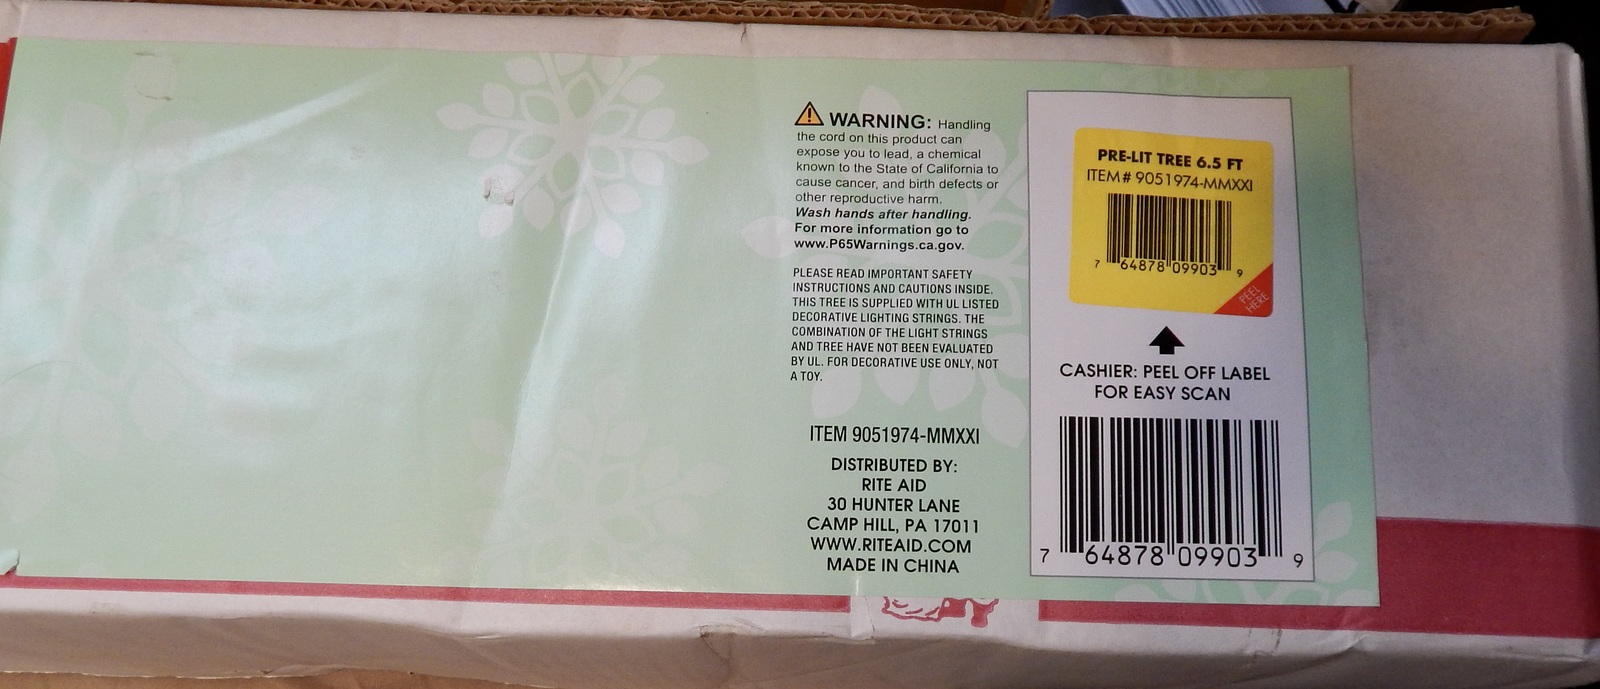 WARNING: Handling
the cord on this product can
expose you to lead, a chemical
known to the State of California to
cause cancer, and birth defects or
other reproductive harm.
Wash hands after handling.
For more information go to
www.P65Warnings.ca.gov.
PLEASE READ IMPORTANT SAFETY
INSTRUCTIONS AND CAUTIONS INSIDE.
THIS TREE IS SUPPLIED WITH UL LISTED
DECORATIVE LIGHTING STRINGS. THE
COMBINATION OF THE LIGHT STRINGS
AND TREE HAVE NOT BEEN EVALUATED
BY UL. FOR DECORATIVE USE ONLY, NOT
A TOY.
ITEM 9051974-MMXXI
DISTRIBUTED BY:
RITE AID
30 HUNTER LANE
CAMP HILL, PA 17011
WWW.RITEAID.COM
MADE IN CHINA
PRE-LIT TREE 6.5 FT
ITEM# 9051974-MMXXI
7 64878 09903 9
PEEL
HERE
CASHIER: PEEL OFF LABEL
FOR EASY SCAN
7 64878 09903 9